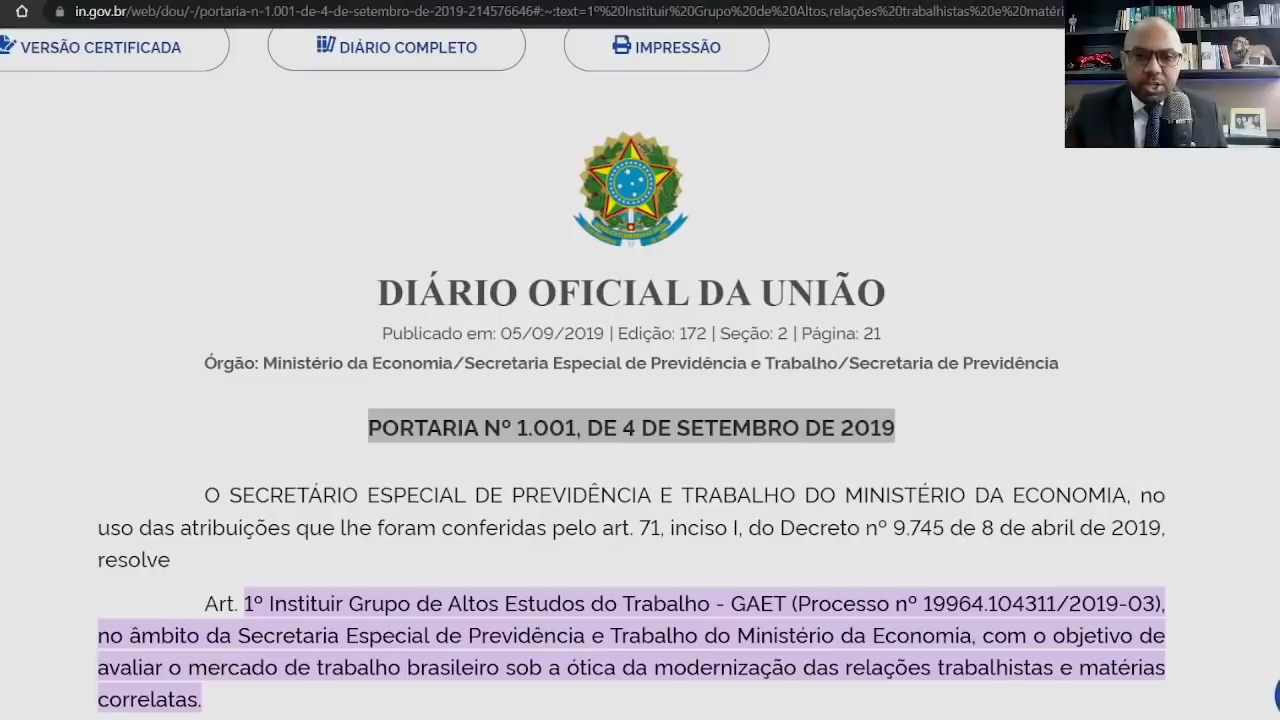 in.gov.br/web/dou/-/portaria-n-1.001-de-4-de-setembro-de-2019-214576646#:~:text=1º%20Instituir%20Grupo%20de%20Altos,relações%20trabalhistas%20e%20matéri
VERSÃO CERTIFICADA
DIÁRIO COMPLETO
IMPRESSÃO
DIÁRIO OFICIAL DA UNIÃO
Publicado em: 05/09/2019 | Edição: 172 | Seção: 2 | Página: 21
Órgão: Ministério da Economia/Secretaria Especial de Previdência e Trabalho/Secretaria de Previdência
PORTARIA Nº 1.001, DE 4 DE SETEMBRO DE 2019
O SECRETÁRIO ESPECIAL DE PREVIDÊNCIA E TRABALHO DO MINISTÉRIO DA ECONOMIA, no
uso das atribuições que lhe foram conferidas pelo art. 71, inciso I, do Decreto nº 9.745 de 8 de abril de 2019,
resolve
Art. 1º Instituir Grupo de Altos Estudos do Trabalho - GAET (Processo nº 19964.104311/2019-03),
no âmbito da Secretaria Especial de Previdência e Trabalho do Ministério da Economia, com o objetivo de
avaliar o mercado de trabalho brasileiro sob a ótica da modernização das relações trabalhistas e matérias
correlatas.